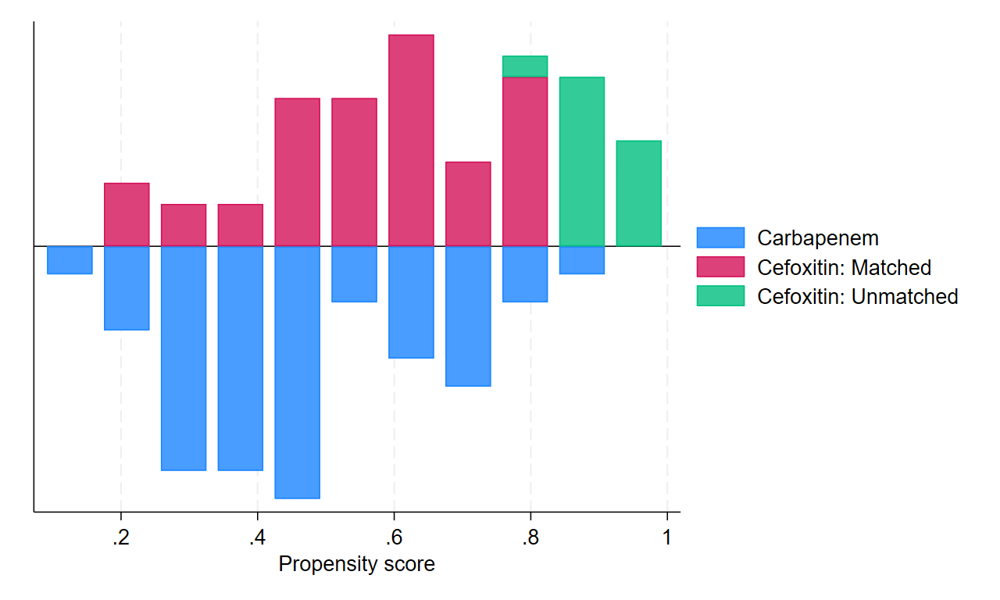 Carbapenem
Cefoxitin: Matched
Cefoxitin: Unmatched
.2 .4 .6 .8 1
Propensity score